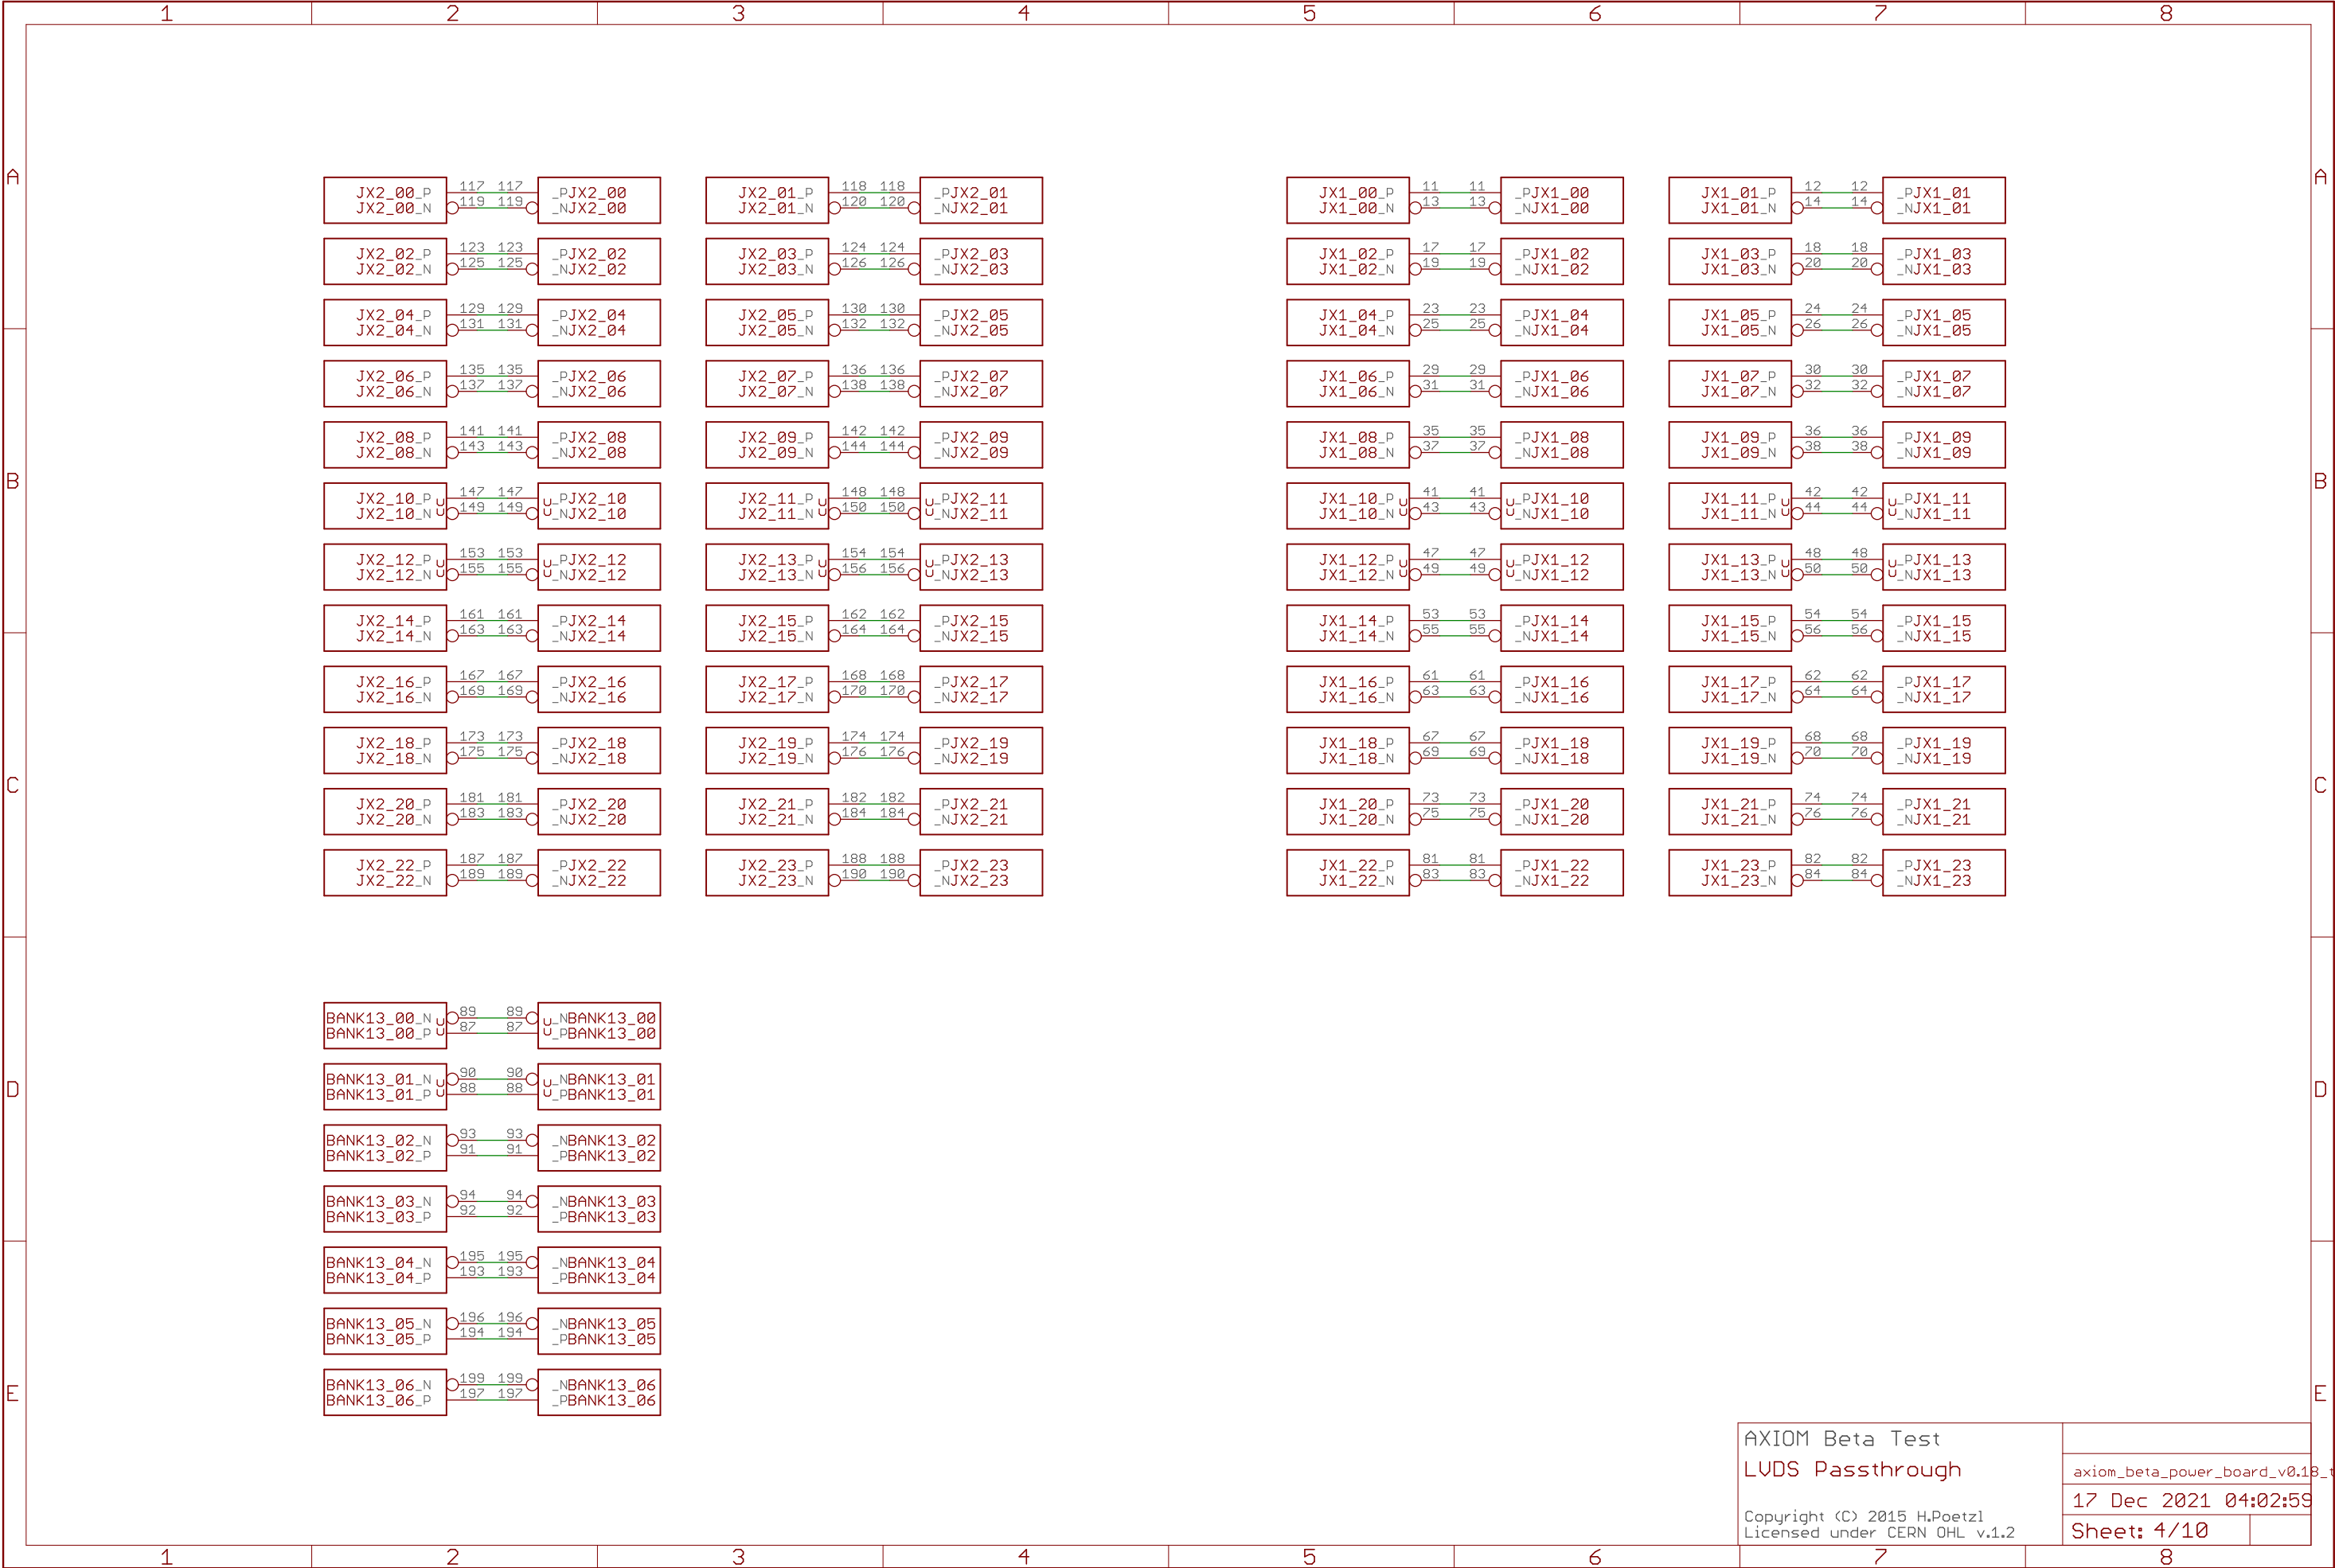 1 2 3 4 5 6 7 8
A A
JX2_00_P 117 117 _PJX2_00 JX2_01_P 118 118 _PJX2_01 JX1_00_P 11 11 _PJX1_00 JX1_01_P 12 12 _PJX1_01
JX2_00_N 119 119 _NJX2_00 JX2_01_N 120 120 _NJX2_01 JX1_00_N 13 13 _NJX1_00 JX1_01_N 14 14 _NJX1_01
JX2_02_P 123 123 _PJX2_02 JX2_03_P 124 124 _PJX2_03 JX1_02_P 17 17 _PJX1_02 JX1_03_P 18 18 _PJX1_03
JX2_02_N 125 125 _NJX2_02 JX2_03_N 126 126 _NJX2_03 JX1_02_N 19 19 _NJX1_02 JX1_03_N 20 20 _NJX1_03
JX2_04_P 129 129 _PJX2_04 JX2_05_P 130 130 _PJX2_05 JX1_04_P 23 23 _PJX1_04 JX1_05_P 24 24 _PJX1_05
JX2_04_N 131 131 _NJX2_04 JX2_05_N 132 132 _NJX2_05 JX1_04_N 25 25 _NJX1_04 JX1_05_N 26 26 _NJX1_05
JX2_06_P 135 135 _PJX2_06 JX2_07_P 136 136 _PJX2_07 JX1_06_P 29 29 _PJX1_06 JX1_07_P 30 30 _PJX1_07
JX2_06_N 137 137 _NJX2_06 JX2_07_N 138 138 _NJX2_07 JX1_06_N 31 31 _NJX1_06 JX1_07_N 32 32 _NJX1_07
JX2_08_P 141 141 _PJX2_08 JX2_09_P 142 142 _PJX2_09 JX1_08_P 35 35 _PJX1_08 JX1_09_P 36 36 _PJX1_09
JX2_08_N 143 143 _NJX2_08 JX2_09_N 144 144 _NJX2_09 JX1_08_N 37 37 _NJX1_08 JX1_09_N 38 38 _NJX1_09
B B
JX2_10_P U 147 147 U_PJX2_10 JX2_11_P U 148 148 U_PJX2_11 JX1_10_P U 41 41 U_PJX1_10 JX1_11_P U 42 42 U_PJX1_11
JX2_10_N U 149 149 U_NJX2_10 JX2_11_N U 150 150 U_NJX2_11 JX1_10_N U 43 43 U_NJX1_10 JX1_11_N U 44 44 U_NJX1_11
JX2_12_P U 153 153 U_PJX2_12 JX2_13_P U 154 154 U_PJX2_13 JX1_12_P U 47 47 U_PJX1_12 JX1_13_P U 48 48 U_PJX1_13
JX2_12_N U 155 155 U_NJX2_12 JX2_13_N U 156 156 U_NJX2_13 JX1_12_N U 49 49 U_NJX1_12 JX1_13_N U 50 50 U_NJX1_13
JX2_14_P 161 161 _PJX2_14 JX2_15_P 162 162 _PJX2_15 JX1_14_P 53 53 _PJX1_14 JX1_15_P 54 54 _PJX1_15
JX2_14_N 163 163 _NJX2_14 JX2_15_N 164 164 _NJX2_15 JX1_14_N 55 55 _NJX1_14 JX1_15_N 56 56 _NJX1_15
JX2_16_P 167 167 _PJX2_16 JX2_17_P 168 168 _PJX2_17 JX1_16_P 61 61 _PJX1_16 JX1_17_P 62 62 _PJX1_17
JX2_16_N 169 169 _NJX2_16 JX2_17_N 170 170 _NJX2_17 JX1_16_N 63 63 _NJX1_16 JX1_17_N 64 64 _NJX1_17
JX2_18_P 173 173 _PJX2_18 JX2_19_P 174 174 _PJX2_19 JX1_18_P 67 67 _PJX1_18 JX1_19_P 68 68 _PJX1_19
JX2_18_N 175 175 _NJX2_18 JX2_19_N 176 176 _NJX2_19 JX1_18_N 69 69 _NJX1_18 JX1_19_N 70 70 _NJX1_19
C C
JX2_20_P 181 181 _PJX2_20 JX2_21_P 182 182 _PJX2_21 JX1_20_P 73 73 _PJX1_20 JX1_21_P 74 74 _PJX1_21
JX2_20_N 183 183 _NJX2_20 JX2_21_N 184 184 _NJX2_21 JX1_20_N 75 75 _NJX1_20 JX1_21_N 76 76 _NJX1_21
JX2_22_P 187 187 _PJX2_22 JX2_23_P 188 188 _PJX2_23 JX1_22_P 81 81 _PJX1_22 JX1_23_P 82 82 _PJX1_23
JX2_22_N 189 189 _NJX2_22 JX2_23_N 190 190 _NJX2_23 JX1_22_N 83 83 _NJX1_22 JX1_23_N 84 84 _NJX1_23
BANK13_00_N U 89 89 U_NBANK13_00
BANK13_00_P U 87 87 U_PBANK13_00
BANK13_01_N U 90 90 U_NBANK13_01
D D
BANK13_01_P U 88 88 U_PBANK13_01
BANK13_02_N 93 93 _NBANK13_02
BANK13_02_P 91 91 _PBANK13_02
BANK13_03_N 94 94 _NBANK13_03
BANK13_03_P 92 92 _PBANK13_03
BANK13_04_N 195 195 _NBANK13_04
BANK13_04_P 193 193 _PBANK13_04
BANK13_05_N 196 196 _NBANK13_05
BANK13_05_P 194 194 _PBANK13_05
BANK13_06_N 199 199 _NBANK13_06
E E
BANK13_06_P 197 197 _PBANK13_06
AXIOM Beta Test
LVDS Passthrough
axiom_beta_power_board_v0.18_t
17 Dec 2021 04:02:59
Copyright (C) 2015 H.Poetzl
Licensed under CERN OHL v.1.2
Sheet: 4/10
1 2 3 4 5 6 7 8